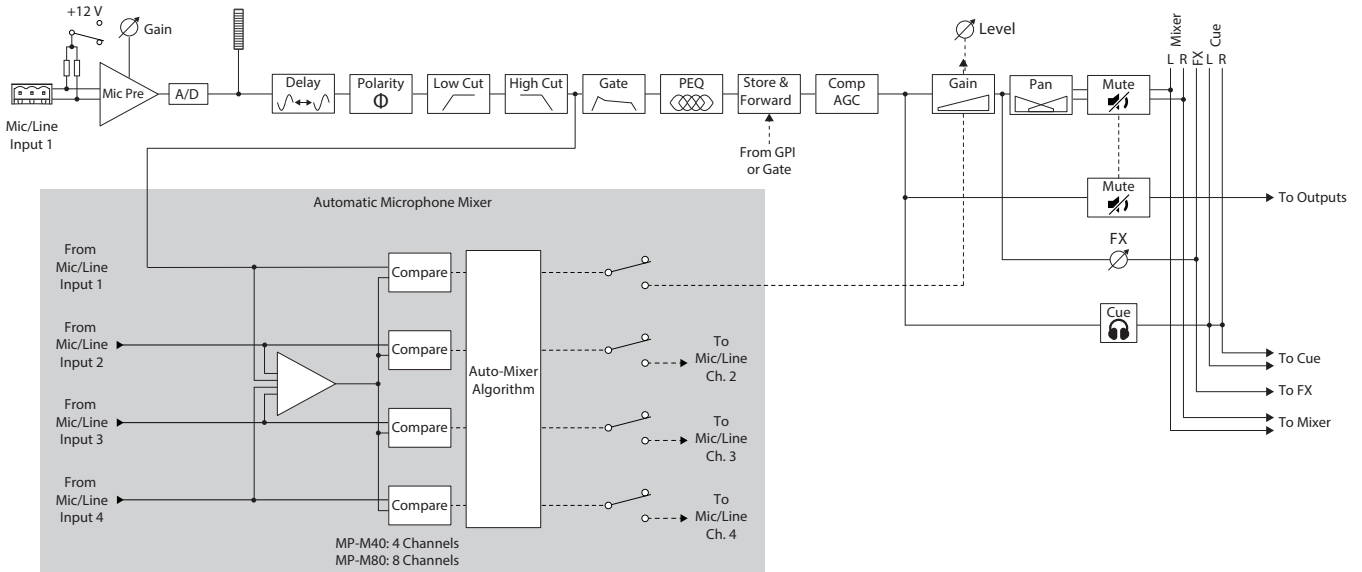 +12 V
Gain
Mic Pre
A/D
Mic/Line
Input 1
Delay
Polarity
Φ
Low Cut
High Cut
Gate
PEQ
Store &
Forward
From GPI
or Gate
Comp
AGC
Level
Gain
Pan
Mute
Mixer
L R
FX
Cue
L R
Mute
To Outputs
FX
Cue
To Cue
To FX
To Mixer
Automatic Microphone Mixer
From
Mic/Line
Input 1
Compare
From
Mic/Line
Input 2
Compare
From
Mic/Line
Input 3
Compare
From
Mic/Line
Input 4
Compare
Auto-Mixer
Algorithm
To
Mic/Line
Ch. 2
To
Mic/Line
Ch. 3
To
Mic/Line
Ch. 4
MP-M40: 4 Channels
MP-M80: 8 Channels